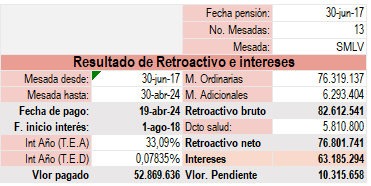 Fecha pensión: 30-jun-17
No. Mesadas: 13
Mesada: SMLV
Resultado de Retroactivo e intereses
Mesada desde: 30-jun-17 M. Ordinarias 76.319.137
Mesada hasta: 30-abr-24 M. Adicionales 6.293.404
Fecha de pago: 19-abr-24 Retroactivo bruto 82.612.541
F. inicio interés: 1-ago-18 Dcto salud: 5.810.800
Int Año (T.E.A) 33,09% Retroactivo neto 76.801.741
Int Año (T.E.D) 0,07835% Intereses 63.185.294
Vlor pagado 52.869.636 Vlor. Pendiente 10.315.658